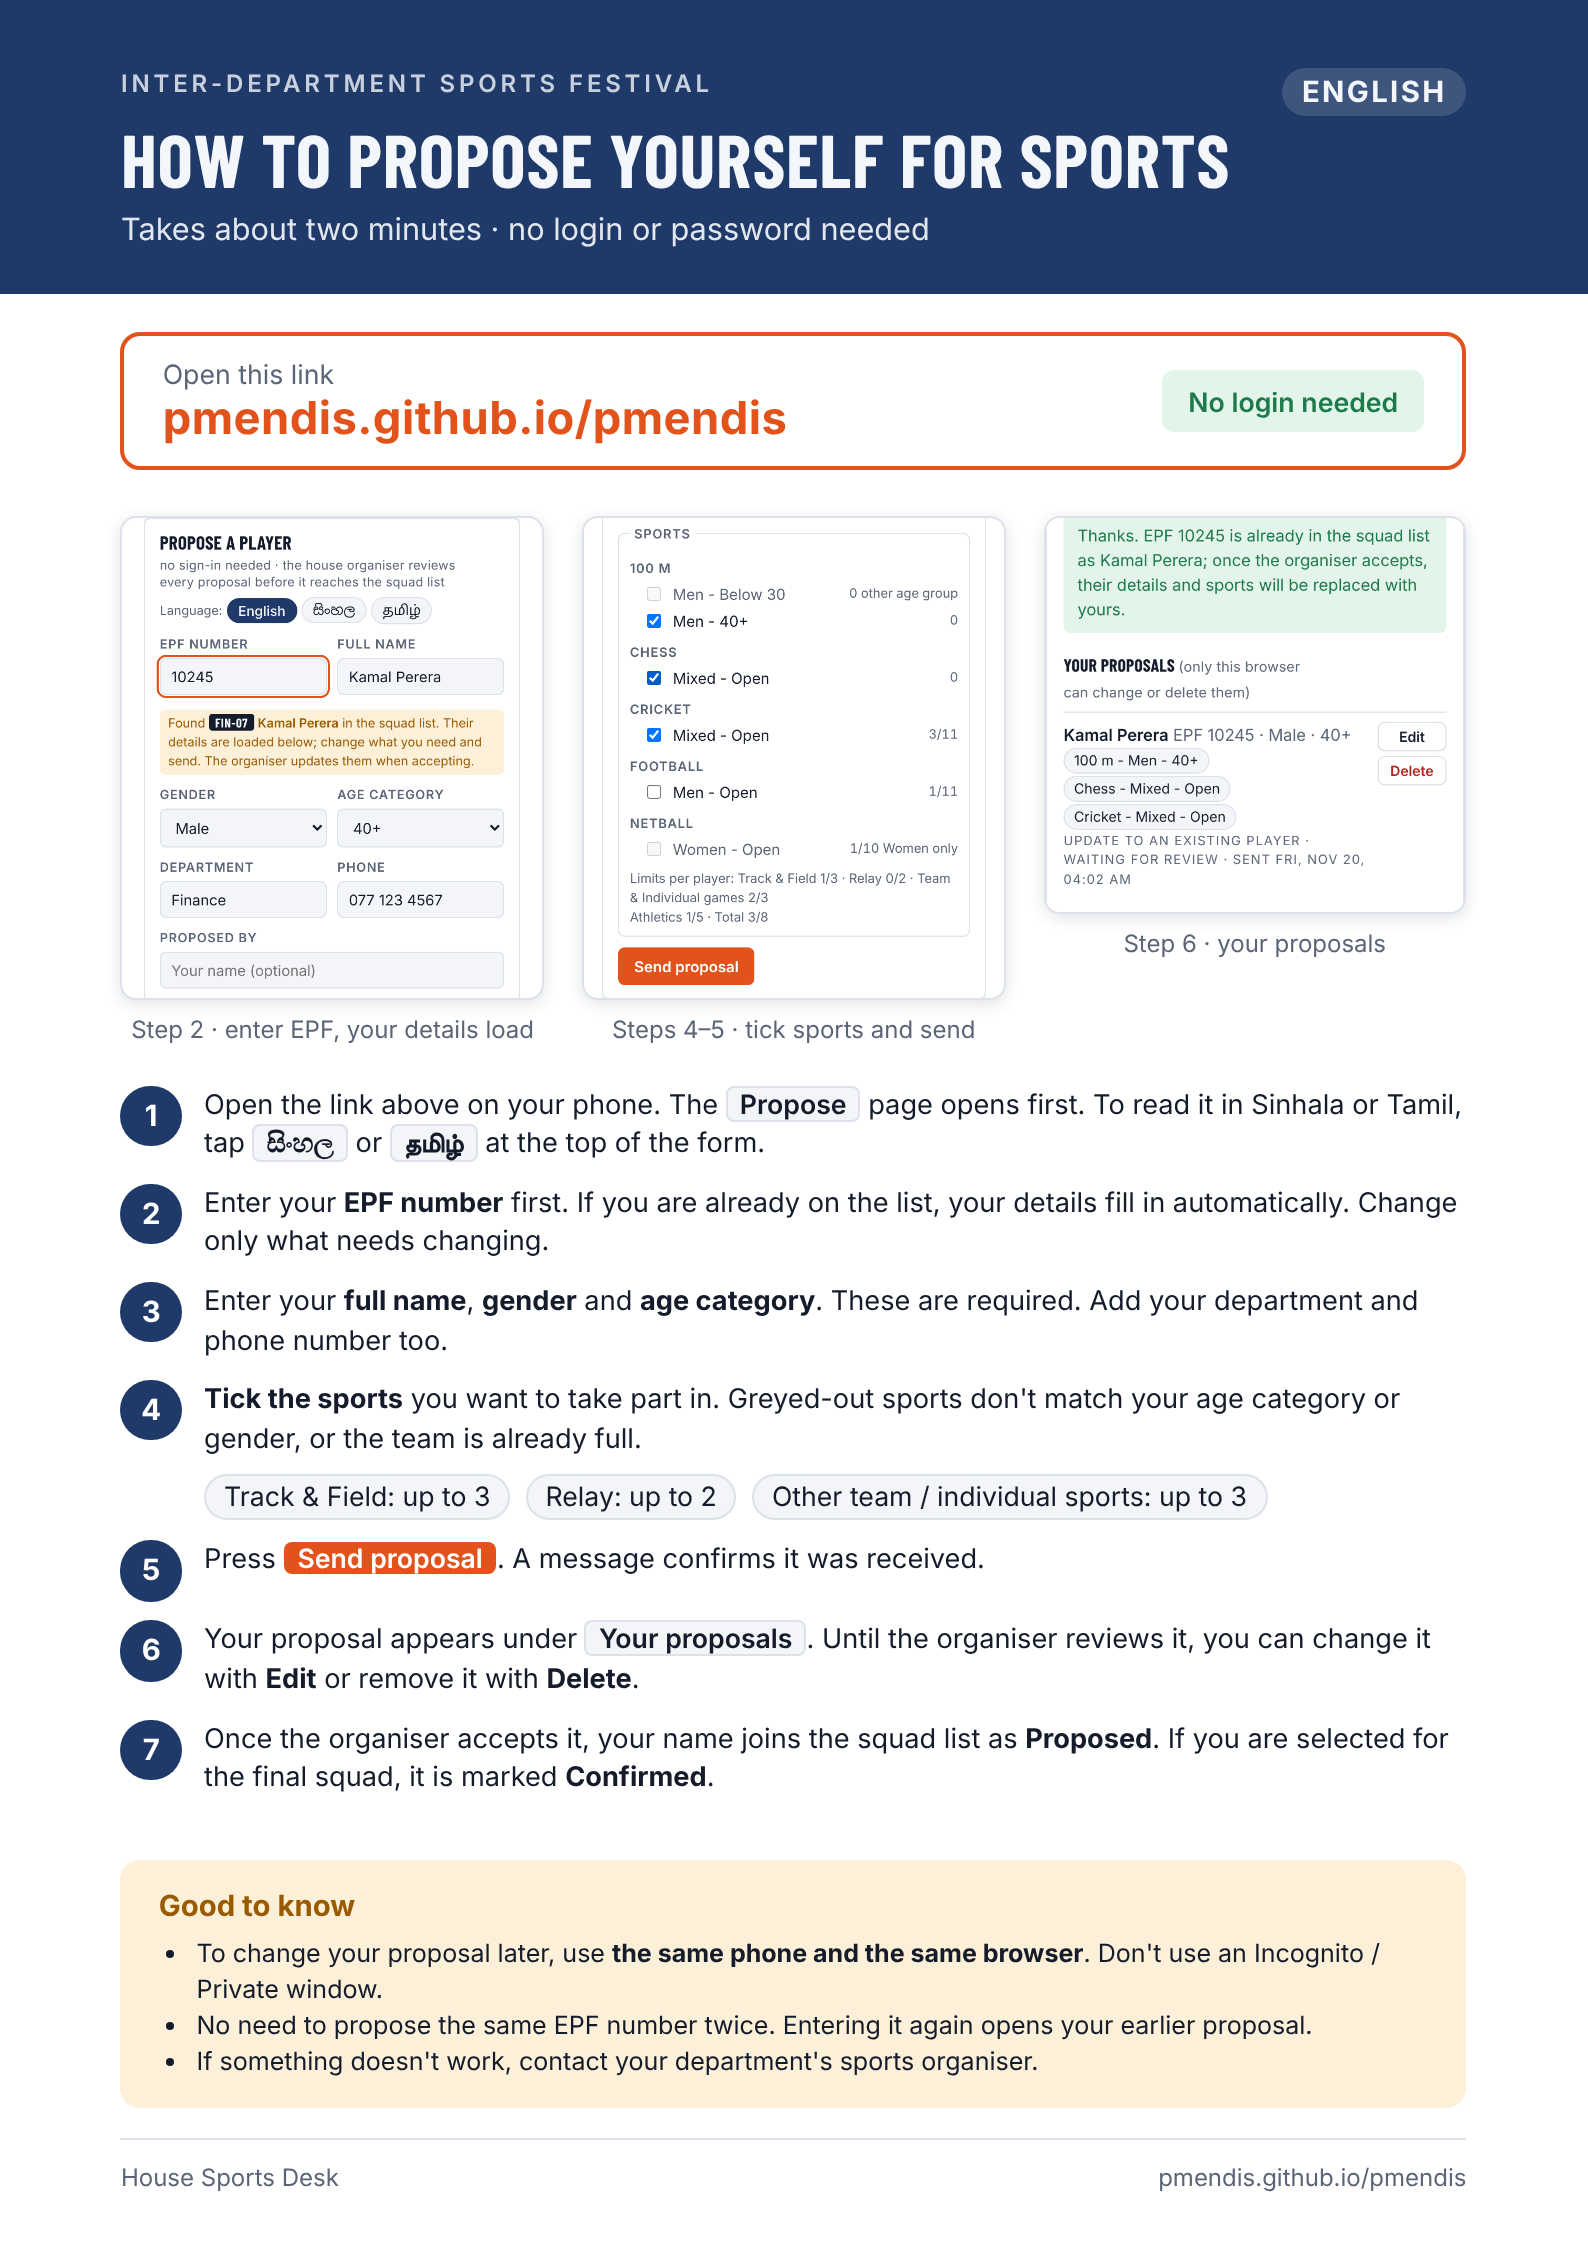 INTER-DEPARTMENT SPORTS FESTIVAL
ENGLISH
HOW TO PROPOSE YOURSELF FOR SPORTS
Takes about two minutes · no login or password needed
Open this link
pmendis.github.io/pmendis
No login needed
PROPOSE A PLAYER
no sign-in needed · the house organiser reviews
every proposal before it reaches the squad list
Language: English සිංහල தமிழ்
EPF NUMBER FULL NAME
10245 Kamal Perera
Found FIN-07 Kamal Perera in the squad list. Their
details are loaded below; change what you need and
send. The organiser updates them when accepting.
GENDER AGE CATEGORY
Male 40+
DEPARTMENT PHONE
Finance 077 123 4567
PROPOSED BY
Your name (optional)
Step 2 · enter EPF, your details load
SPORTS
100 M
Men - Below 30 0 other age group
Men - 40+ 0
CHESS
Mixed - Open 0
CRICKET
Mixed - Open 3/11
FOOTBALL
Men - Open 1/11
NETBALL
Women - Open 1/10 Women only
Limits per player: Track & Field 1/3 · Relay 0/2 · Team
& Individual games 2/3
Athletics 1/5 · Total 3/8
Send proposal
Steps 4–5 · tick sports and send
Thanks. EPF 10245 is already in the squad list
as Kamal Perera; once the organiser accepts,
their details and sports will be replaced with
yours.
YOUR PROPOSALS (only this browser
can change or delete them)
Kamal Perera EPF 10245 · Male · 40+ Edit
100 m - Men - 40+ Delete
Chess - Mixed - Open
Cricket - Mixed - Open
UPDATE TO AN EXISTING PLAYER ·
WAITING FOR REVIEW · SENT FRI, NOV 20,
04:02 AM
Step 6 · your proposals
1 Open the link above on your phone. The Propose page opens first. To read it in Sinhala or Tamil,
tap සිංහල or தமிழ் at the top of the form.
2 Enter your EPF number first. If you are already on the list, your details fill in automatically. Change
only what needs changing.
3 Enter your full name, gender and age category. These are required. Add your department and
phone number too.
4 Tick the sports you want to take part in. Greyed-out sports don't match your age category or
gender, or the team is already full.
Track & Field: up to 3 Relay: up to 2 Other team / individual sports: up to 3
5 Press Send proposal. A message confirms it was received.
6 Your proposal appears under Your proposals. Until the organiser reviews it, you can change it
with Edit or remove it with Delete.
7 Once the organiser accepts it, your name joins the squad list as Proposed. If you are selected for
the final squad, it is marked Confirmed.
Good to know
• To change your proposal later, use the same phone and the same browser. Don't use an Incognito /
Private window.
• No need to propose the same EPF number twice. Entering it again opens your earlier proposal.
• If something doesn't work, contact your department's sports organiser.
House Sports Desk pmendis.github.io/pmendis